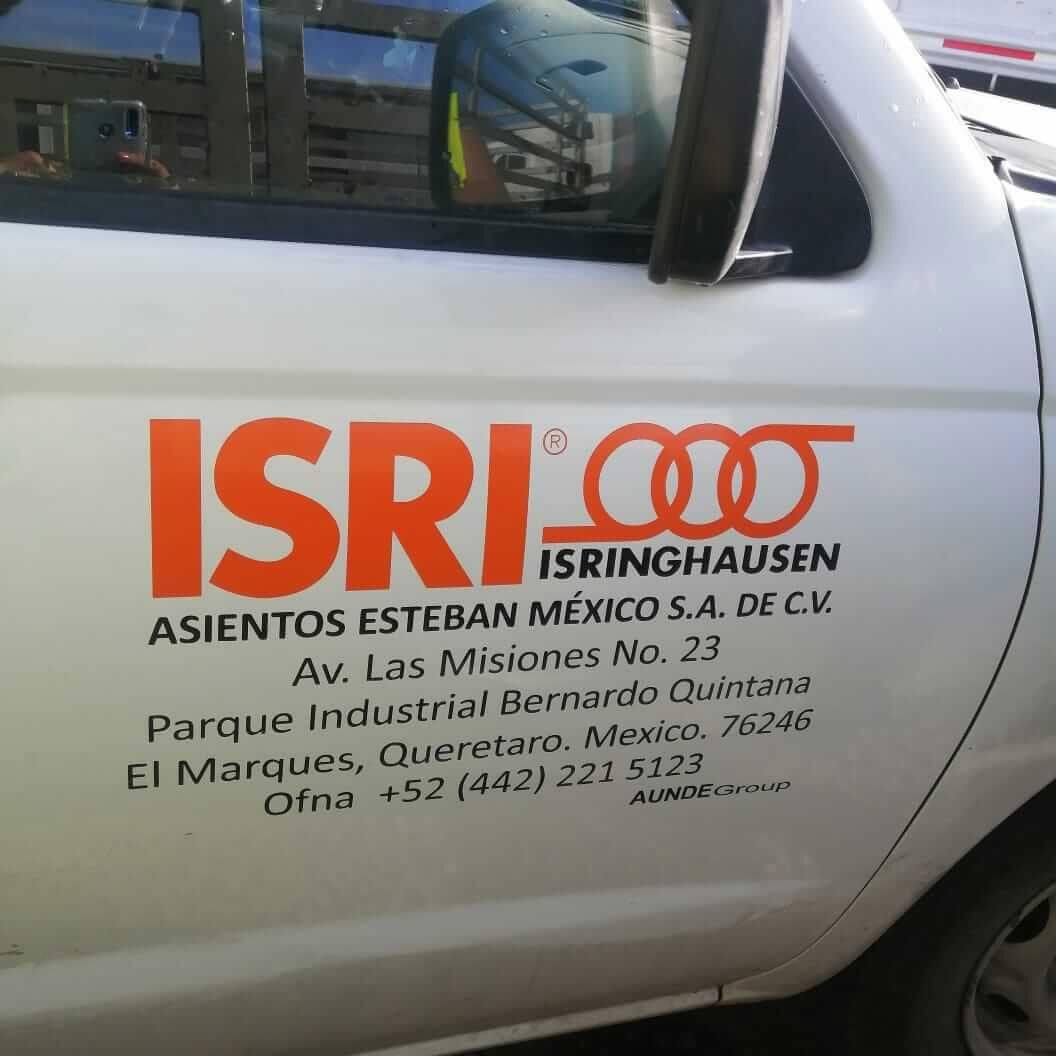 ISRI®
ISRINGHAUSEN
ASIENTOS ESTEBAN MÉXICO S.A. DE C.V.
Av. Las Misiones No. 23
Parque Industrial Bernardo Quintana
El Marques, Queretaro. Mexico. 76246
Ofna +52 (442) 221 5123
AUNDEGroup